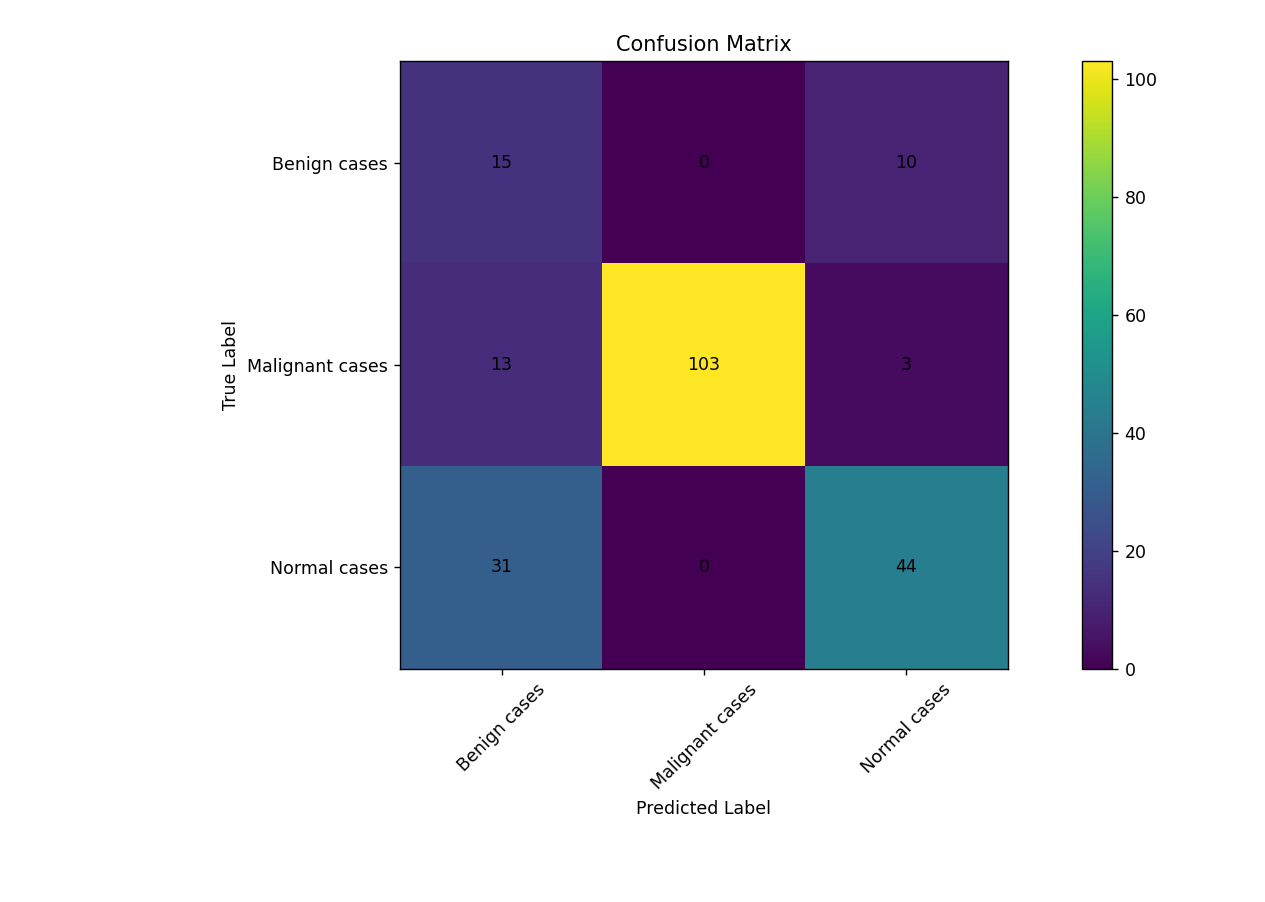 Confusion Matrix
True Label
Benign cases
Malignant cases
Normal cases
15 0 10
13 103 3
31 0 44
Benign cases
Malignant cases
Normal cases
Predicted Label
100
80
60
40
20
0